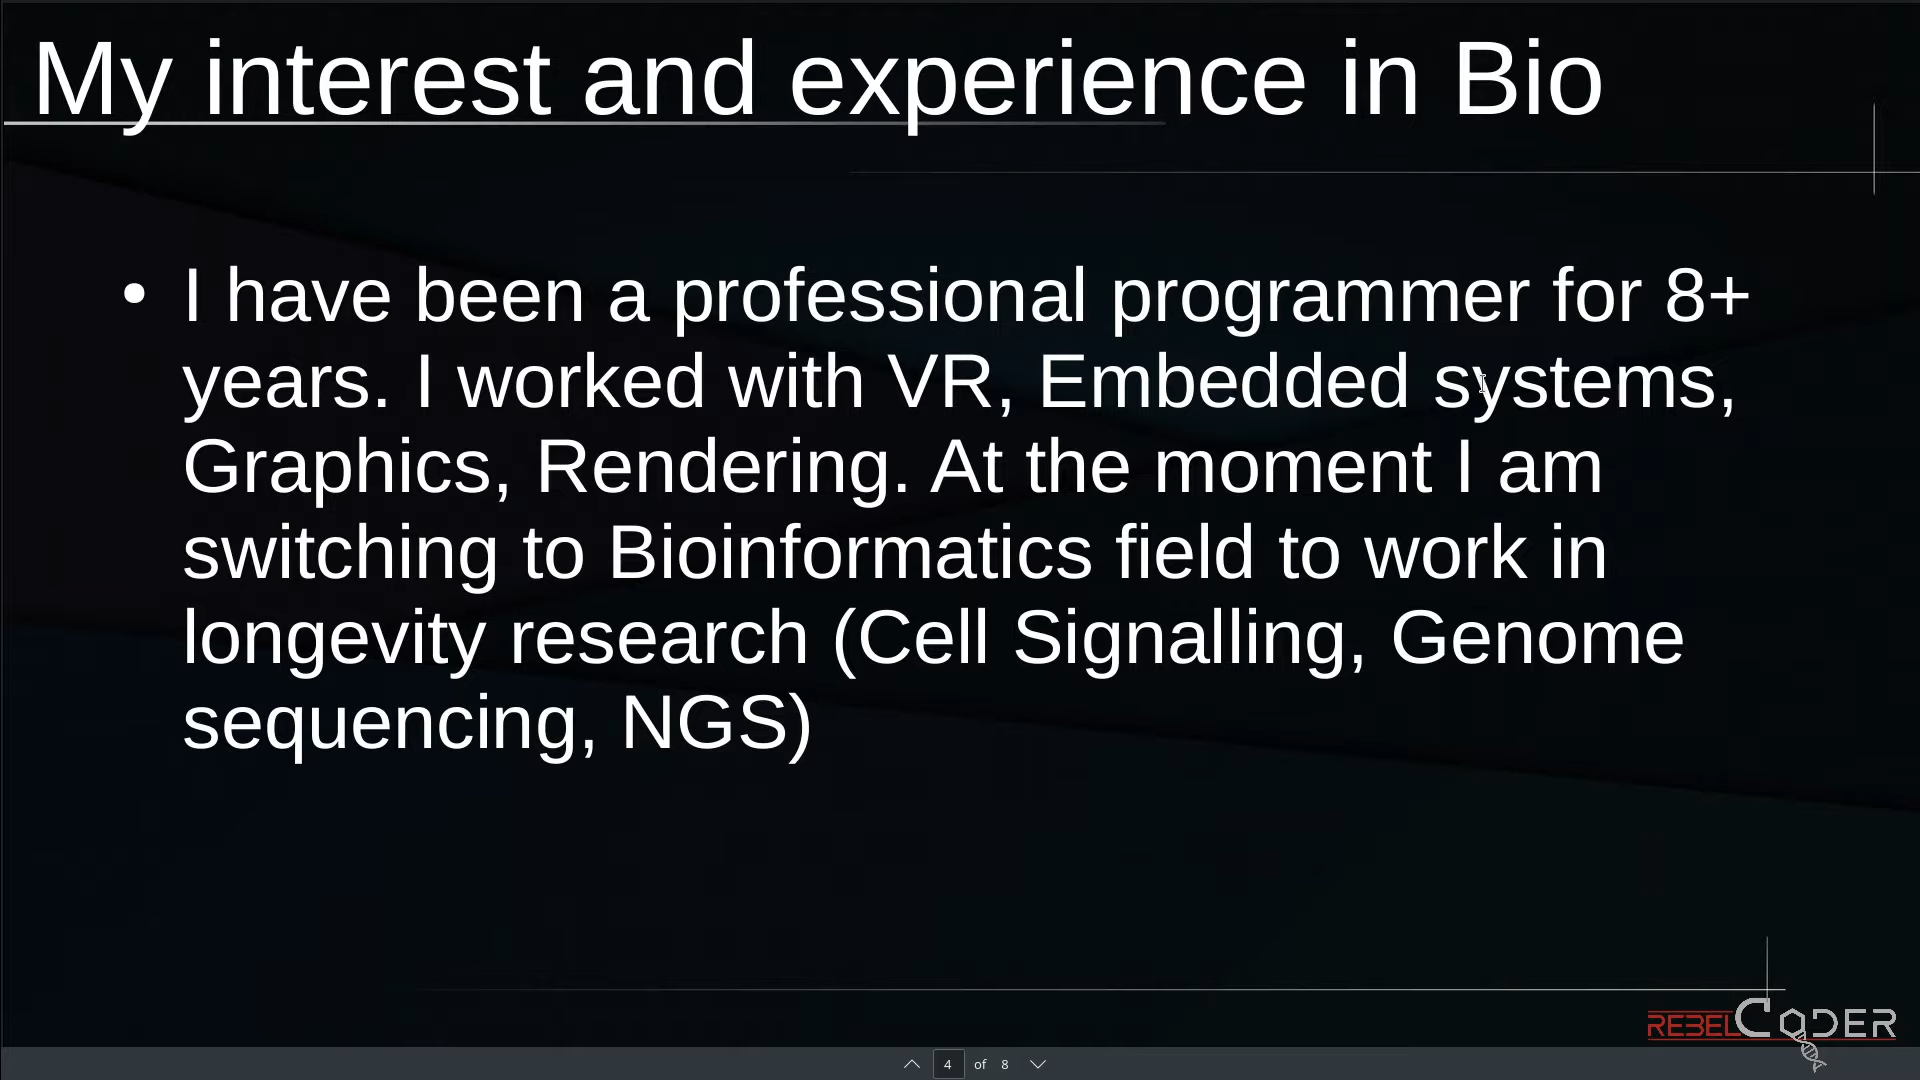 My interest and experience in Bio
• I have been a professional programmer for 8+
years. I worked with VR, Embedded systems,
Graphics, Rendering. At the moment I am
switching to Bioinformatics field to work in
longevity research (Cell Signalling, Genome
sequencing, NGS)
REBELCODER
4 of 8